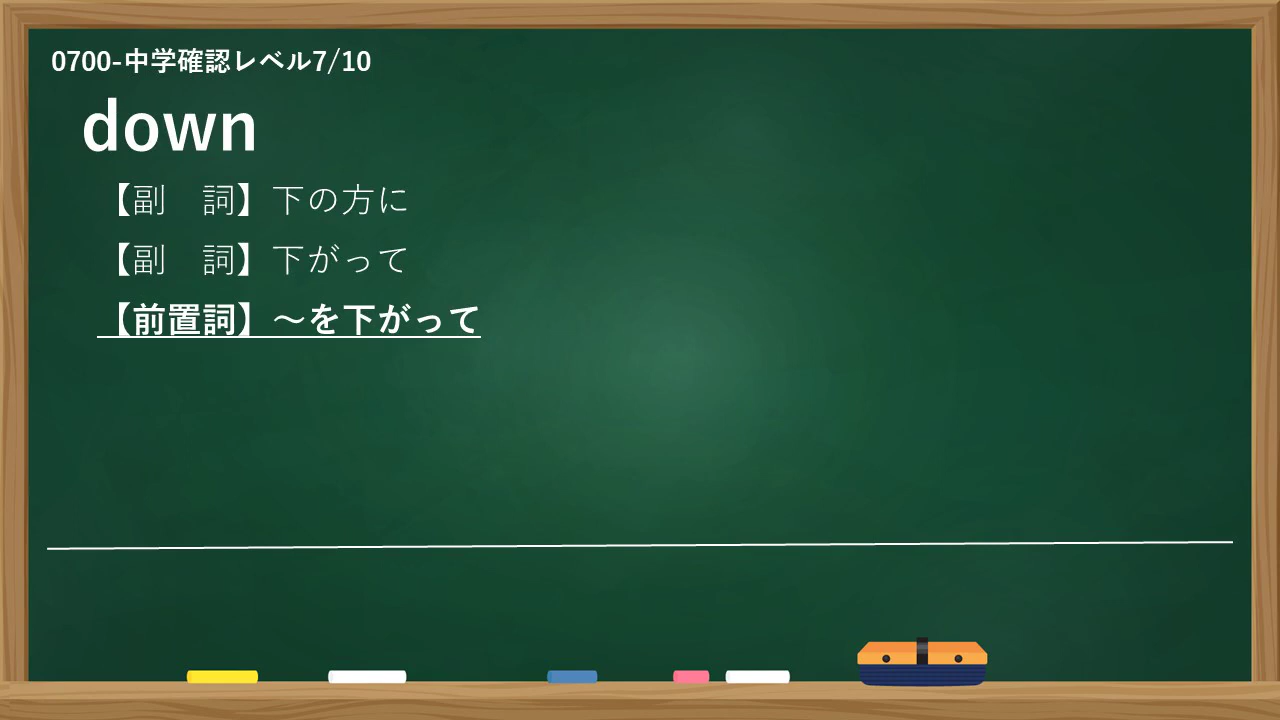 0700-中学確認レベル7/10
down
【副　詞】下の方に
【副　詞】下がって
【前置詞】～を下がって